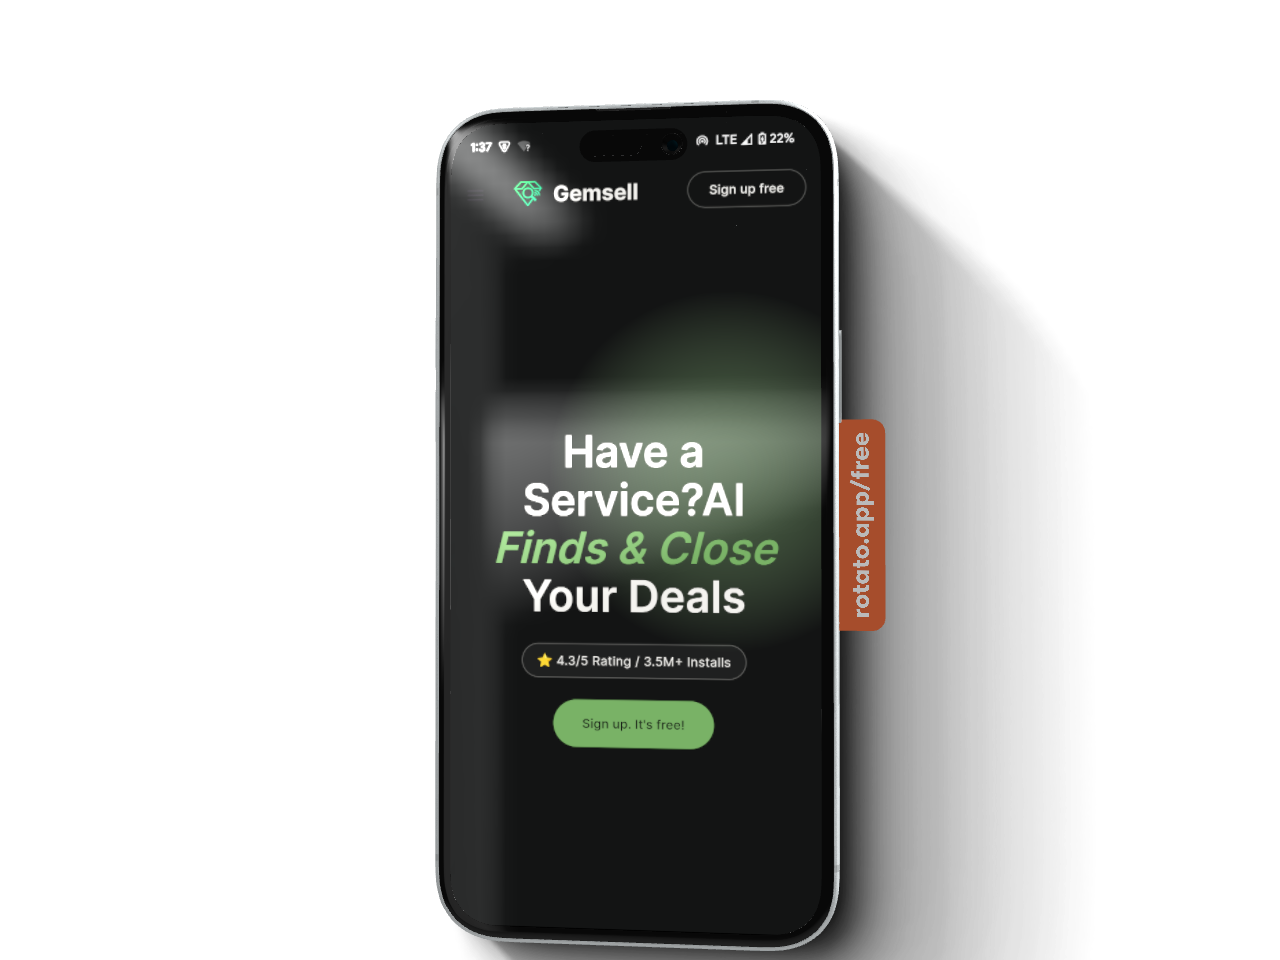 1:37
LTE 22%
Gemsell
Sign up free
Have a
Service?AI
Finds & Close
Your Deals
⭐ 4.3/5 Rating / 3.5M+ Installs
Sign up. It's free!
rotato.app/free